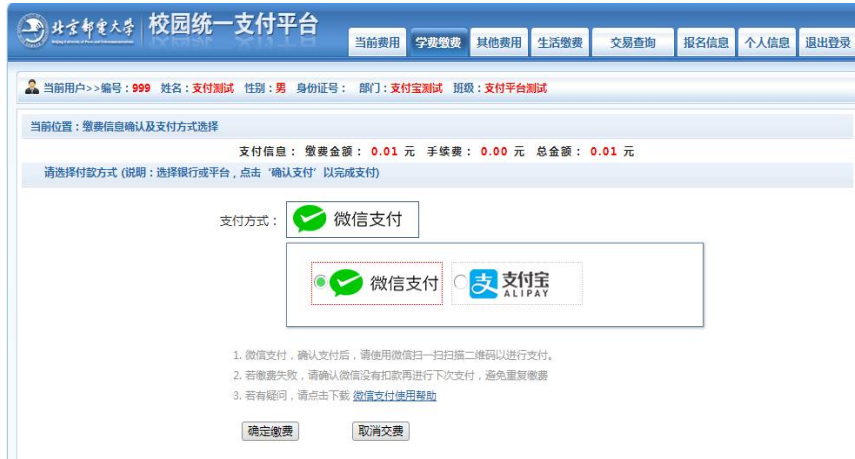 北京邮电大学 校园统一支付平台
当前费用 学费缴费 其他费用 生活缴费 交易查询 报名信息 个人信息 退出登录
当前用户>>编号：999 姓名：支付测试 性别：男 身份证号： 部门：支付宝测试 班级：支付平台测试
当前位置：缴费信息确认及支付方式选择
支付信息： 缴费金额： 0.01 元 手续费： 0.00 元 总金额： 0.01 元
请选择付款方式 (说明：选择银行或平台，点击‘确认支付’以完成支付)
支付方式： 微信支付
微信支付 支付宝
ALIPAY
1. 微信支付，确认支付后，请使用微信扫一扫扫描二维码以进行支付。
2. 若缴费失败，请确认微信没有扣款再进行下次支付，避免重复缴费
3. 若有疑问，请点击下载 微信支付使用帮助
确定缴费 取消交费